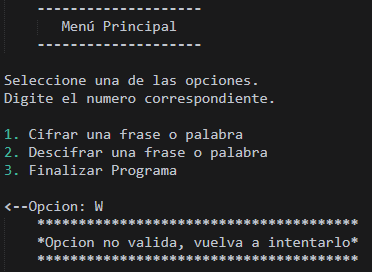 --------------------
Menú Principal
--------------------
Seleccione una de las opciones.
Digite el numero correspondiente.
1. Cifrar una frase o palabra
2. Descifrar una frase o palabra
3. Finalizar Programa
<--Opcion: W
***************************************
*Opcion no valida, vuelva a intentarlo*
***************************************